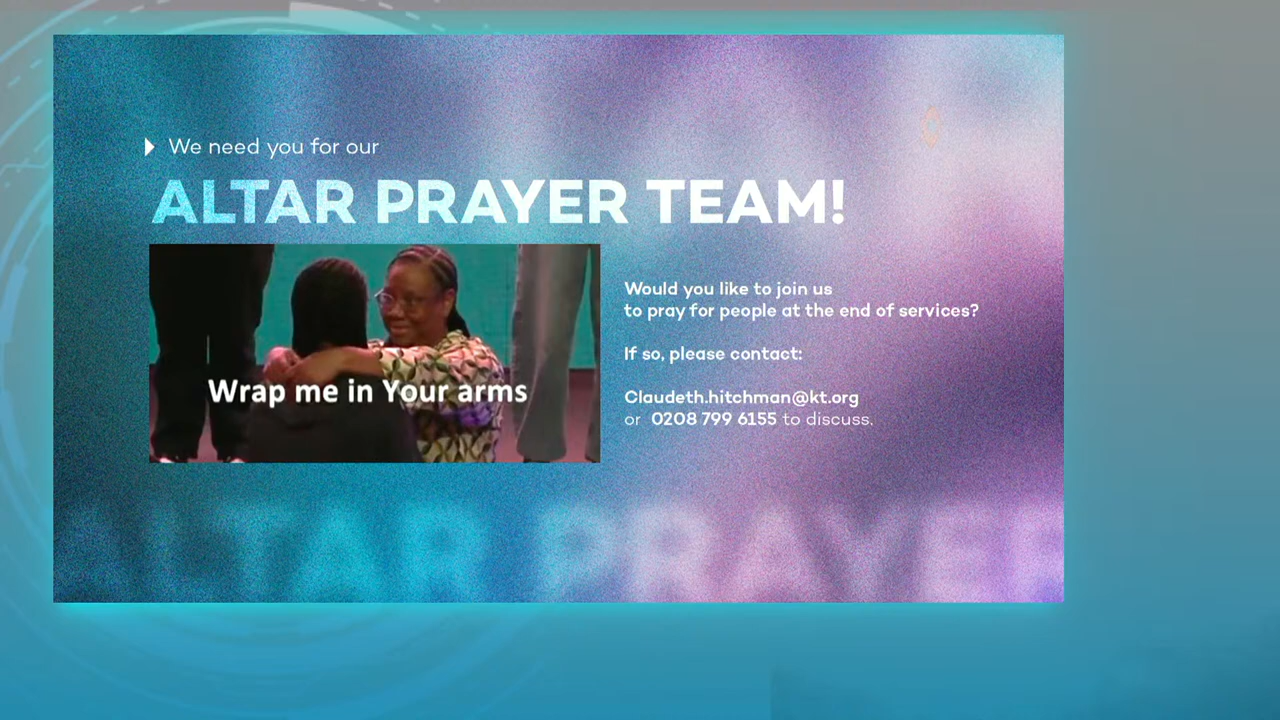 We need you for our
ALTAR PRAYER TEAM!
Wrap me in Your arms
Would you like to join us
to pray for people at the end of services?
If so, please contact:
Claudeth.hitchman@kt.org
or 0208 799 6155 to discuss.
ALTAR PRAYER